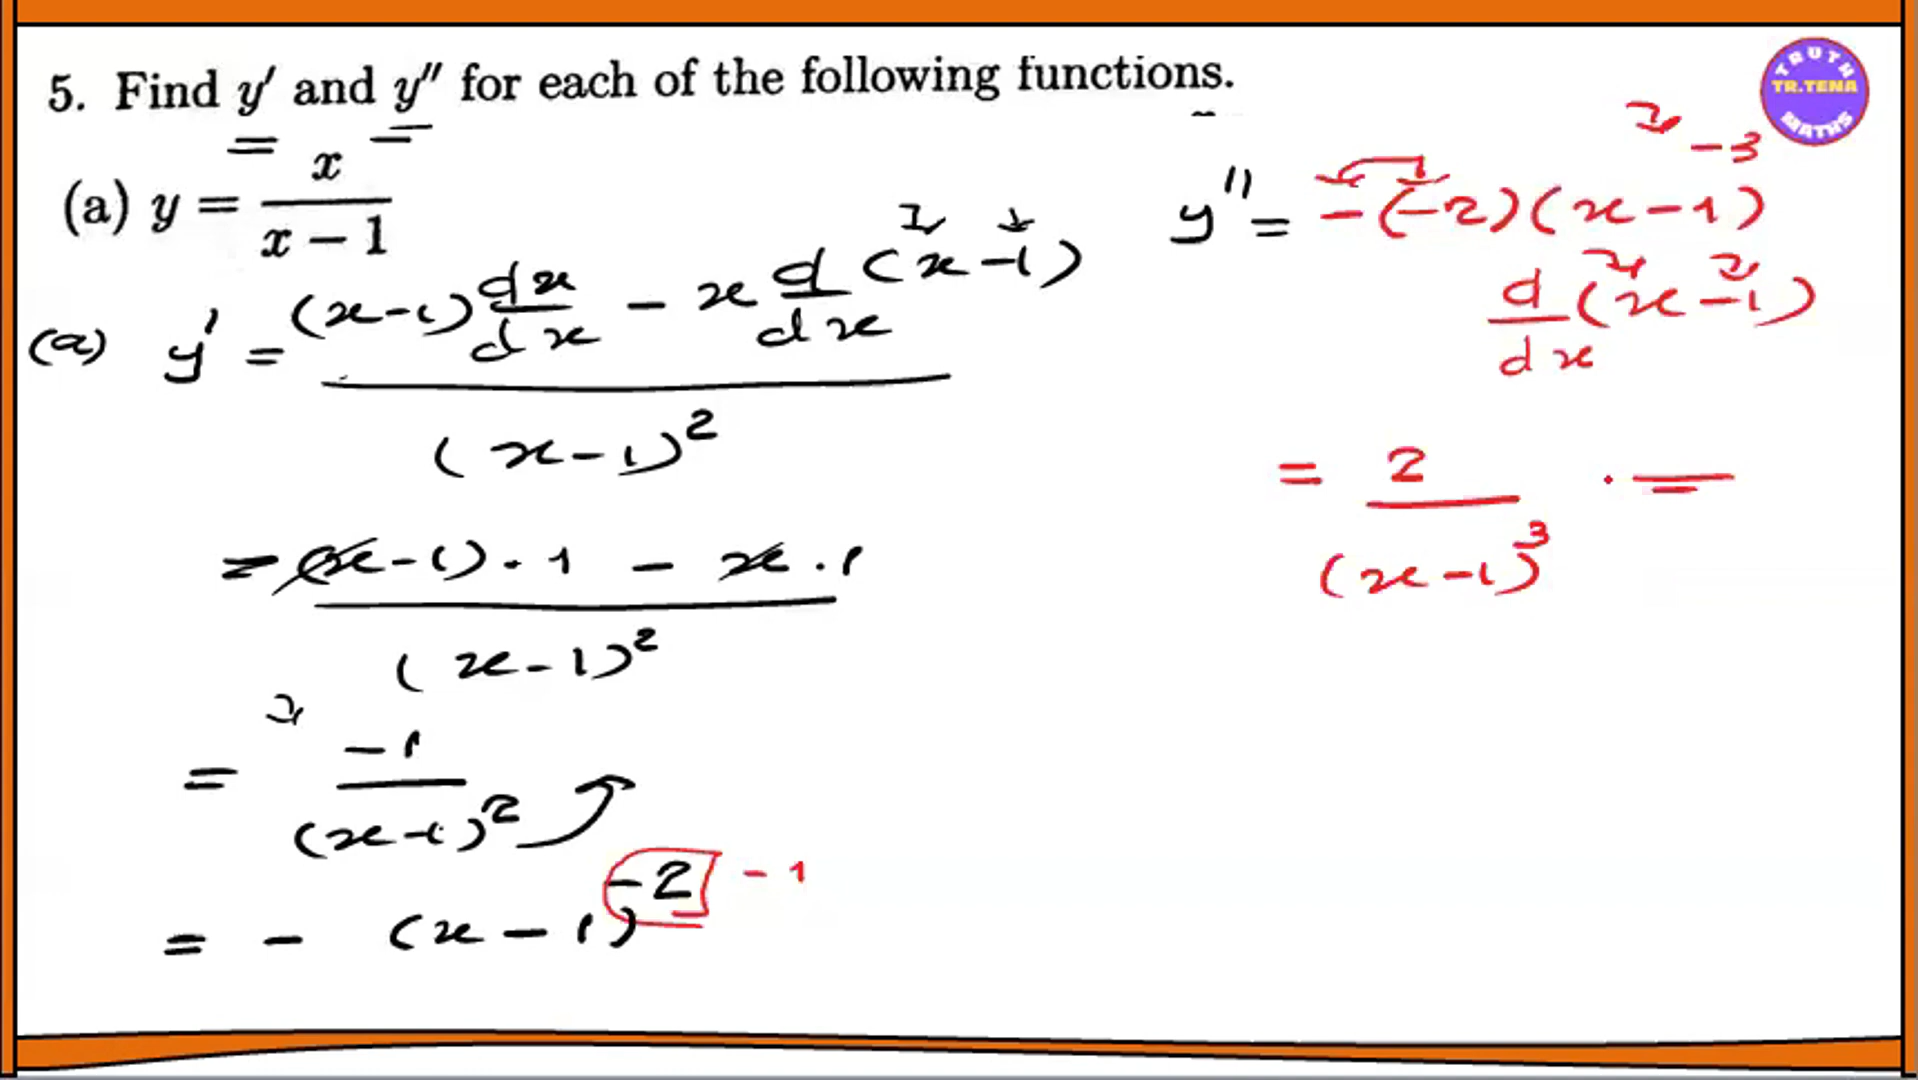 5. Find y′ and y″ for each of the following functions.
(a) y = x / (x − 1)
(a) y' = ((x-1) dx/dx - x d/dx (x-1)) / (x-1)²
= ((x-1) · 1 - x · 1) / (x-1)²
= -1 / (x-1)²
= - (x-1)⁻² -1
y'' = -(-2)(x-1)⁻³
d/dx (x-1)
= 2 / (x-1)³ .
TRUTH
TR.TENA
MATHS